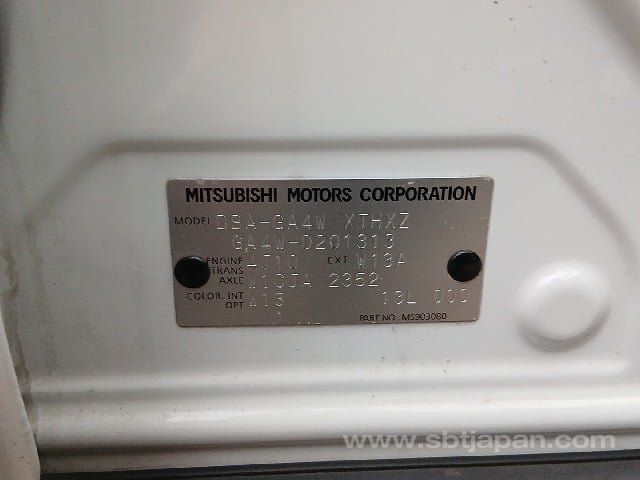 MITSUBISHI MOTORS CORPORATION
MODEL DBA-GA4W XTHXZ
GA4W-0201313
ENGINE 4J10 EXT W13A
TRANS
AXLE W1CJA 2352
COLOR, INT W13 13L 000
OPT
PART NO. MS903080
www.sbtjapan.com